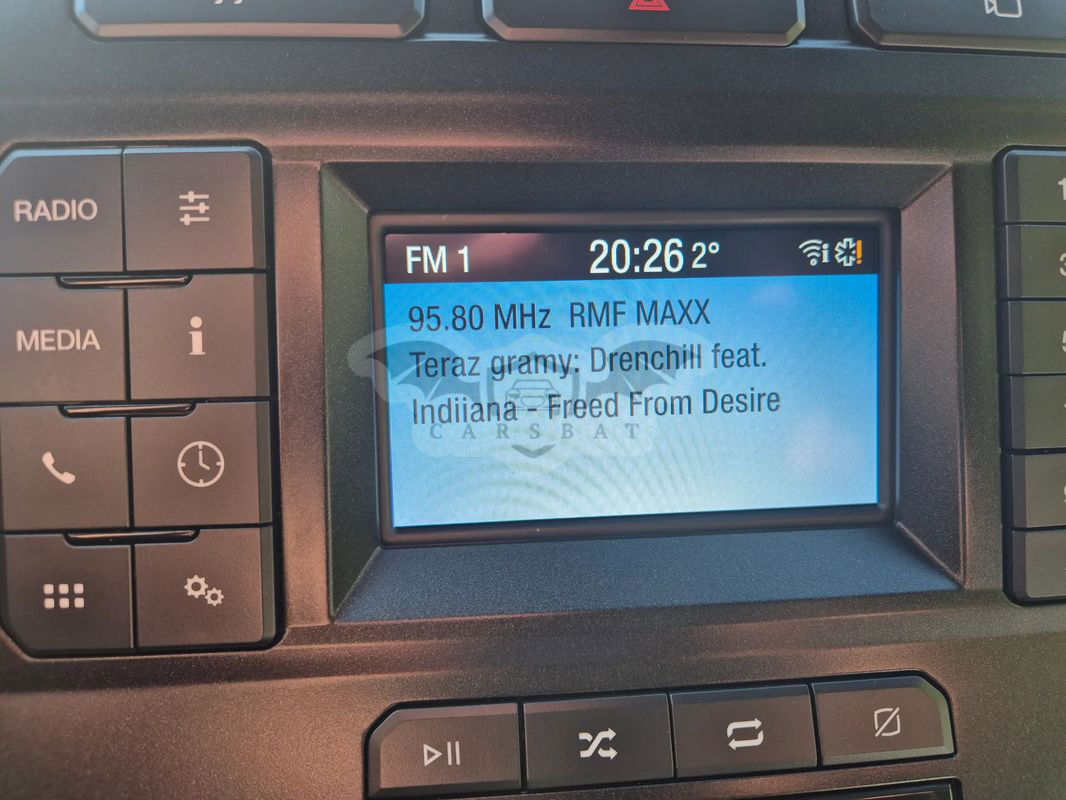 RADIO
MEDIA
FM 1 20:26 2°
95.80 MHz RMF MAXX
Teraz gramy: Drenchill feat.
Indiiana - Freed From Desire
CARSBAT